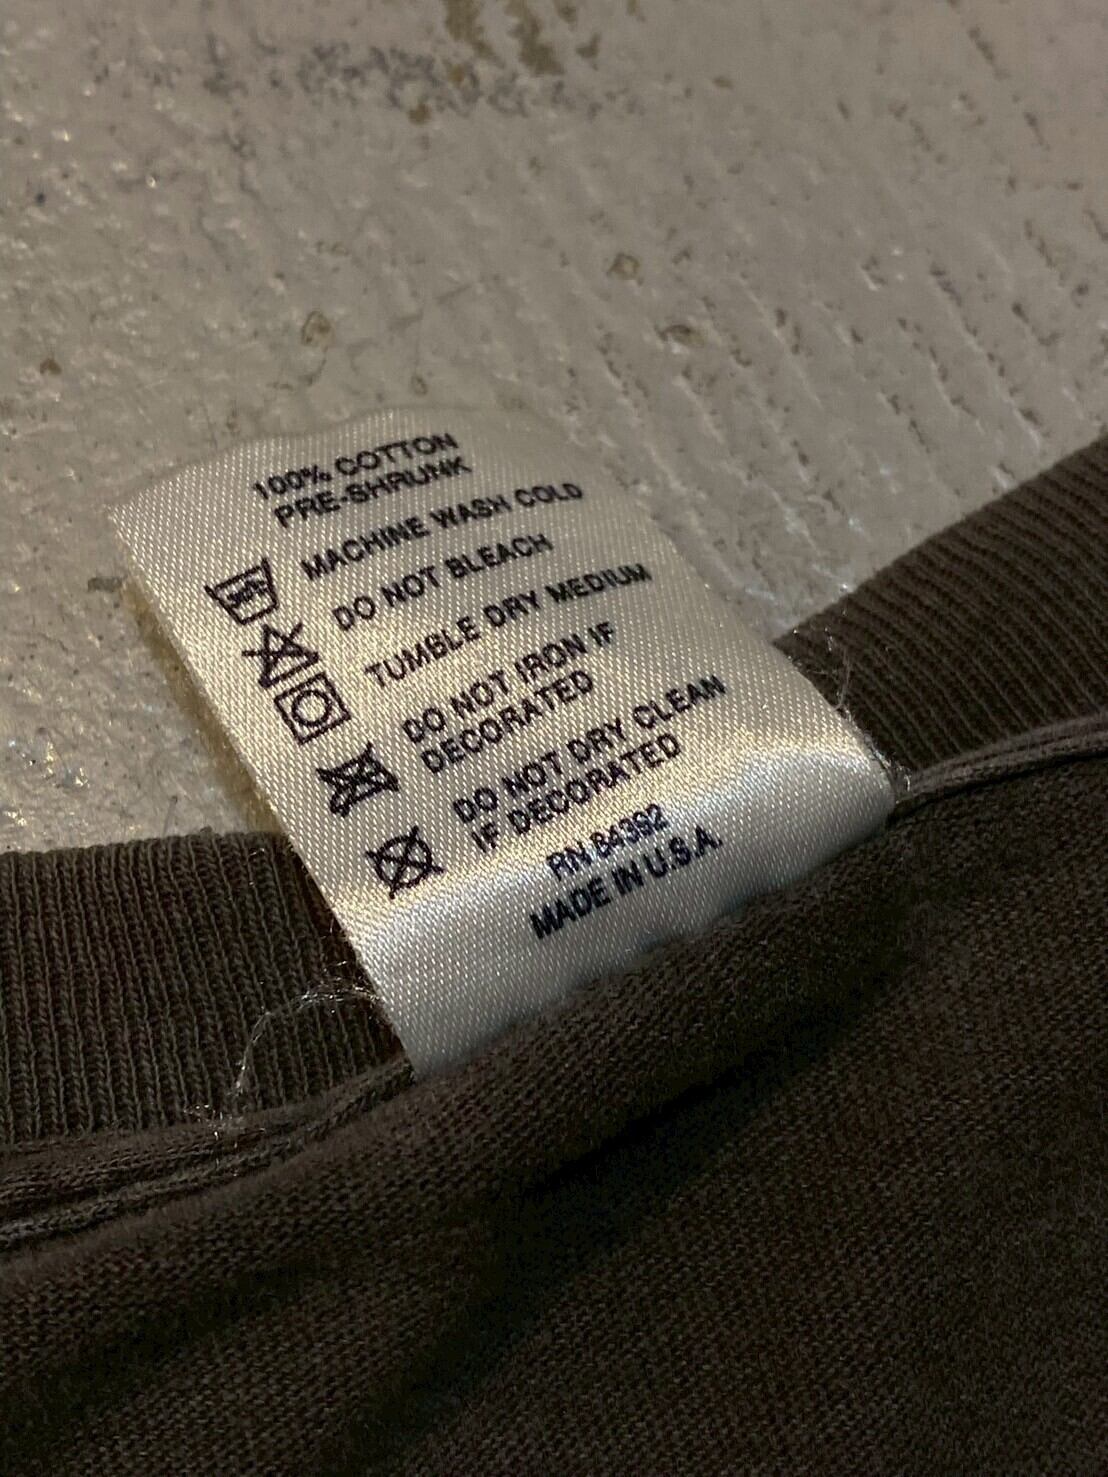 100% COTTON
PRE-SHRUNK
MACHINE WASH COLD
DO NOT BLEACH
TUMBLE DRY MEDIUM
DO NOT IRON IF
DECORATED
DO NOT DRY CLEAN
IF DECORATED
RN 84392
MADE IN U.S.A.